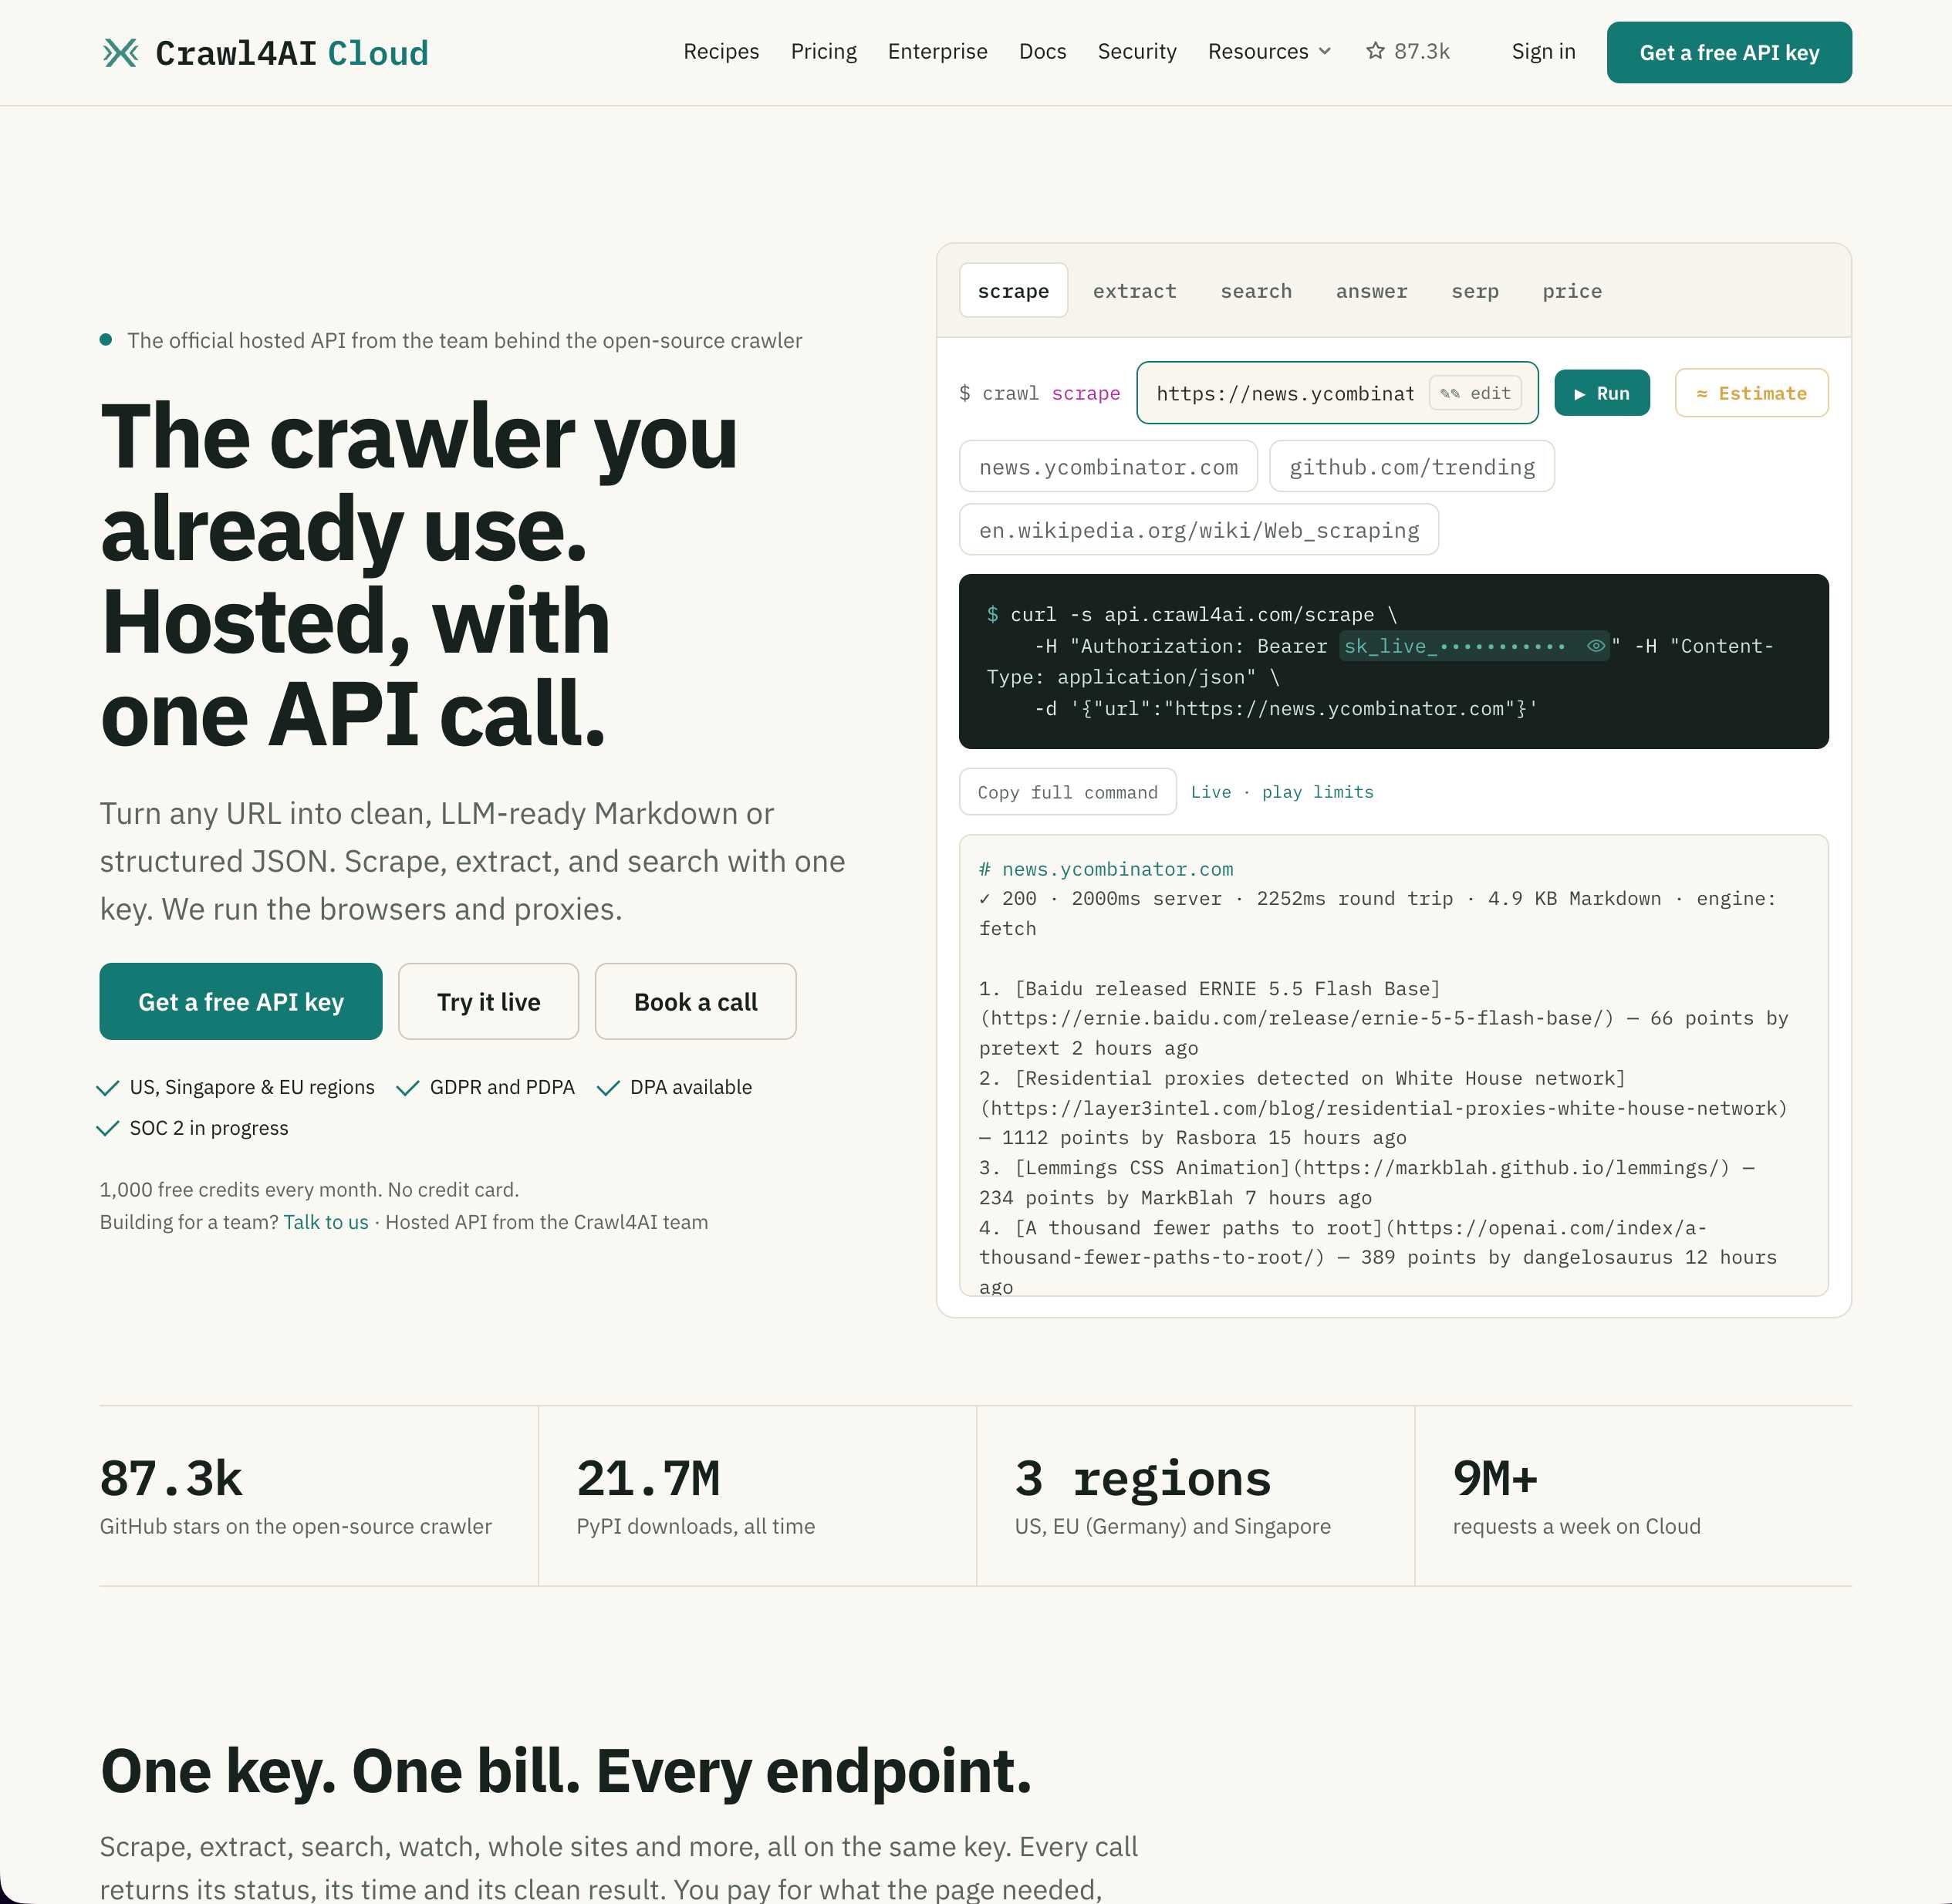 Crawl4AI Cloud
Recipes Pricing Enterprise Docs Security Resources 87.3k Sign in Get a free API key
The official hosted API from the team behind the open-source crawler
The crawler you
already use.
Hosted, with
one API call.
Turn any URL into clean, LLM-ready Markdown or
structured JSON. Scrape, extract, and search with one
key. We run the browsers and proxies.
Get a free API key Try it live Book a call
US, Singapore & EU regions GDPR and PDPA DPA available
SOC 2 in progress
1,000 free credits every month. No credit card.
Building for a team? Talk to us · Hosted API from the Crawl4AI team
scrape extract search answer serp price
$ crawl scrape https://news.ycombinat ✎✎ edit ▶ Run ≈ Estimate
news.ycombinator.com github.com/trending
en.wikipedia.org/wiki/Web_scraping
$ curl -s api.crawl4ai.com/scrape \
-H "Authorization: Bearer sk_live_••••••••••• " -H "Content-
Type: application/json" \
-d '{"url":"https://news.ycombinator.com"}'
Copy full command Live · play limits
# news.ycombinator.com
✓ 200 · 2000ms server · 2252ms round trip · 4.9 KB Markdown · engine:
fetch
1. [Baidu released ERNIE 5.5 Flash Base]
(https://ernie.baidu.com/release/ernie-5-5-flash-base/) — 66 points by
pretext 2 hours ago
2. [Residential proxies detected on White House network]
(https://layer3intel.com/blog/residential-proxies-white-house-network)
— 1112 points by Rasbora 15 hours ago
3. [Lemmings CSS Animation](https://markblah.github.io/lemmings/) —
234 points by MarkBlah 7 hours ago
4. [A thousand fewer paths to root](https://openai.com/index/a-
thousand-fewer-paths-to-root/) — 389 points by dangelosaurus 12 hours
ago
87.3k
GitHub stars on the open-source crawler
21.7M
PyPI downloads, all time
3 regions
US, EU (Germany) and Singapore
9M+
requests a week on Cloud
One key. One bill. Every endpoint.
Scrape, extract, search, watch, whole sites and more, all on the same key. Every call
returns its status, its time and its clean result. You pay for what the page needed,